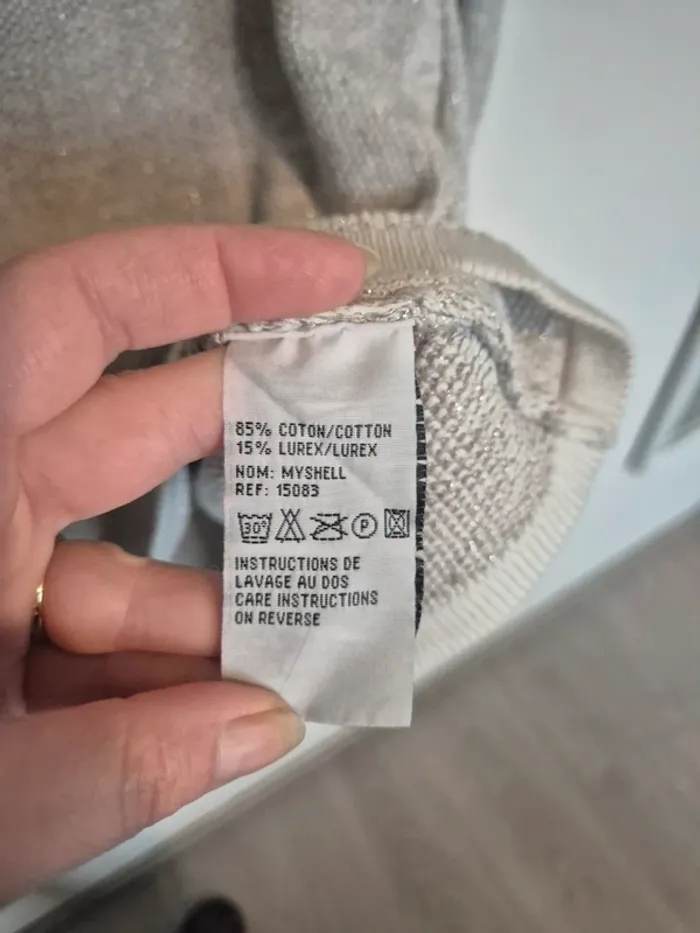 85% COTON/COTTON
15% LUREX/LUREX
NOM: MYSHELL
REF: 15083
30° P
INSTRUCTIONS DE
LAVAGE AU DOS
CARE INSTRUCTIONS
ON REVERSE